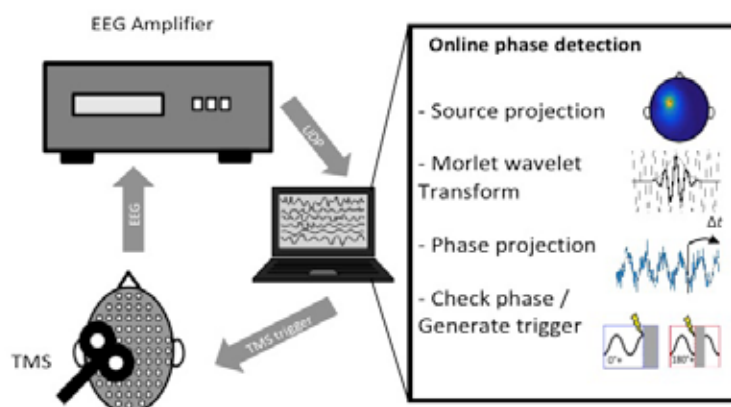 EEG Amplifier
UDP
EEG
TMS trigger
TMS
Online phase detection
- Source projection
- Morlet wavelet
Transform
- Phase projection
Δt
- Check phase /
Generate trigger
0°+
180°+